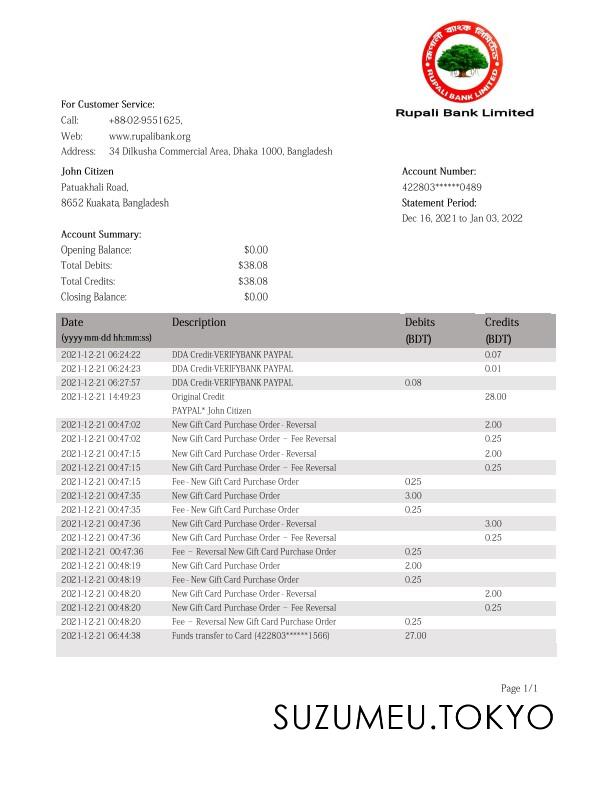 রূপালী ব্যাংক লিমিটেড
RUPALI BANK LIMITED
Rupali Bank Limited
For Customer Service:
Call: +88-02-9551625,
Web: www.rupalibank.org
Address: 34 Dilkusha Commercial Area, Dhaka 1000, Bangladesh
John Citizen
Patuakhali Road,
8652 Kuakata, Bangladesh
Account Number:
422803******0489
Statement Period:
Dec 16, 2021 to Jan 03, 2022
Account Summary:
Opening Balance: $0.00
Total Debits: $38.08
Total Credits: $38.08
Closing Balance: $0.00
Date Description Debits Credits
(yyyy-mm-dd hh:mm:ss) (BDT) (BDT)
2021-12-21 06:24:22 DDA Credit-VERIFYBANK PAYPAL 0.07
2021-12-21 06:24:23 DDA Credit-VERIFYBANK PAYPAL 0.01
2021-12-21 06:27:57 DDA Credit-VERIFYBANK PAYPAL 0.08
2021-12-21 14:49:23 Original Credit 28.00
PAYPAL* John Citizen
2021-12-21 00:47:02 New Gift Card Purchase Order - Reversal 2.00
2021-12-21 00:47:02 New Gift Card Purchase Order – Fee Reversal 0.25
2021-12-21 00:47:15 New Gift Card Purchase Order - Reversal 2.00
2021-12-21 00:47:15 New Gift Card Purchase Order – Fee Reversal 0.25
2021-12-21 00:47:15 Fee - New Gift Card Purchase Order 0.25
2021-12-21 00:47:35 New Gift Card Purchase Order 3.00
2021-12-21 00:47:35 Fee - New Gift Card Purchase Order 0.25
2021-12-21 00:47:36 New Gift Card Purchase Order - Reversal 3.00
2021-12-21 00:47:36 New Gift Card Purchase Order – Fee Reversal 0.25
2021-12-21 00:47:36 Fee – Reversal New Gift Card Purchase Order 0.25
2021-12-21 00:48:19 New Gift Card Purchase Order 2.00
2021-12-21 00:48:19 Fee - New Gift Card Purchase Order 0.25
2021-12-21 00:48:20 New Gift Card Purchase Order - Reversal 2.00
2021-12-21 00:48:20 New Gift Card Purchase Order – Fee Reversal 0.25
2021-12-21 00:48:20 Fee – Reversal New Gift Card Purchase Order 0.25
2021-12-21 06:44:38 Funds transfer to Card (422803******1566) 27.00
Page 1/1
SUZUMEU.TOKYO